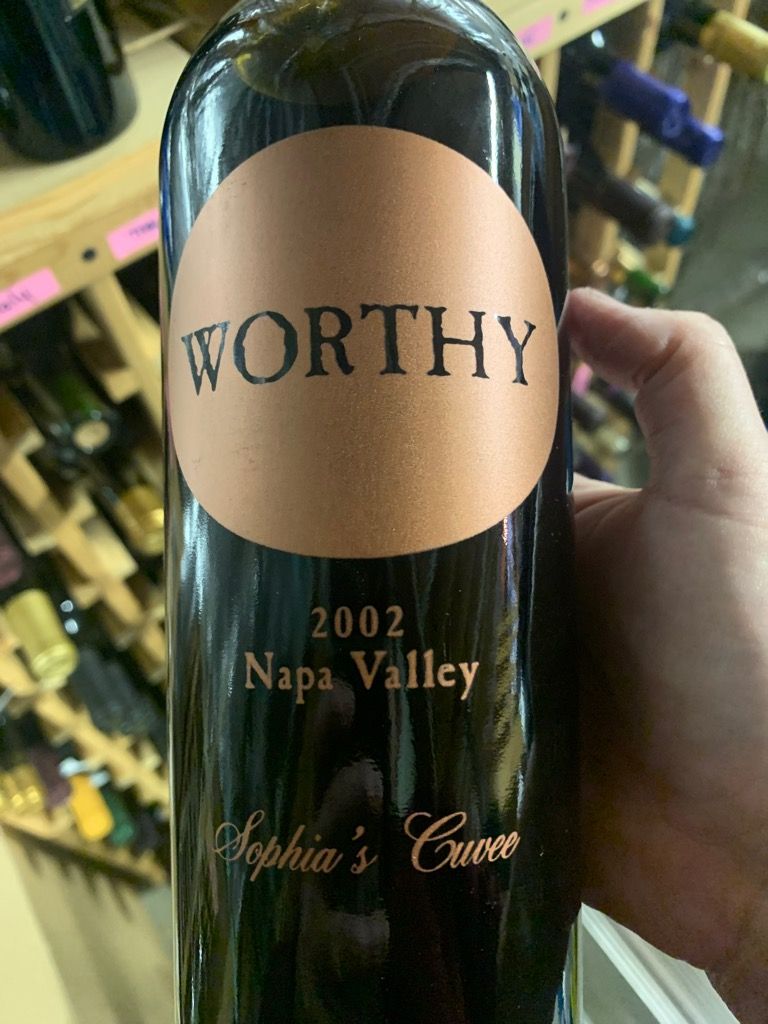 WORTHY
2002
Napa Valley
Sophia's Cuvee